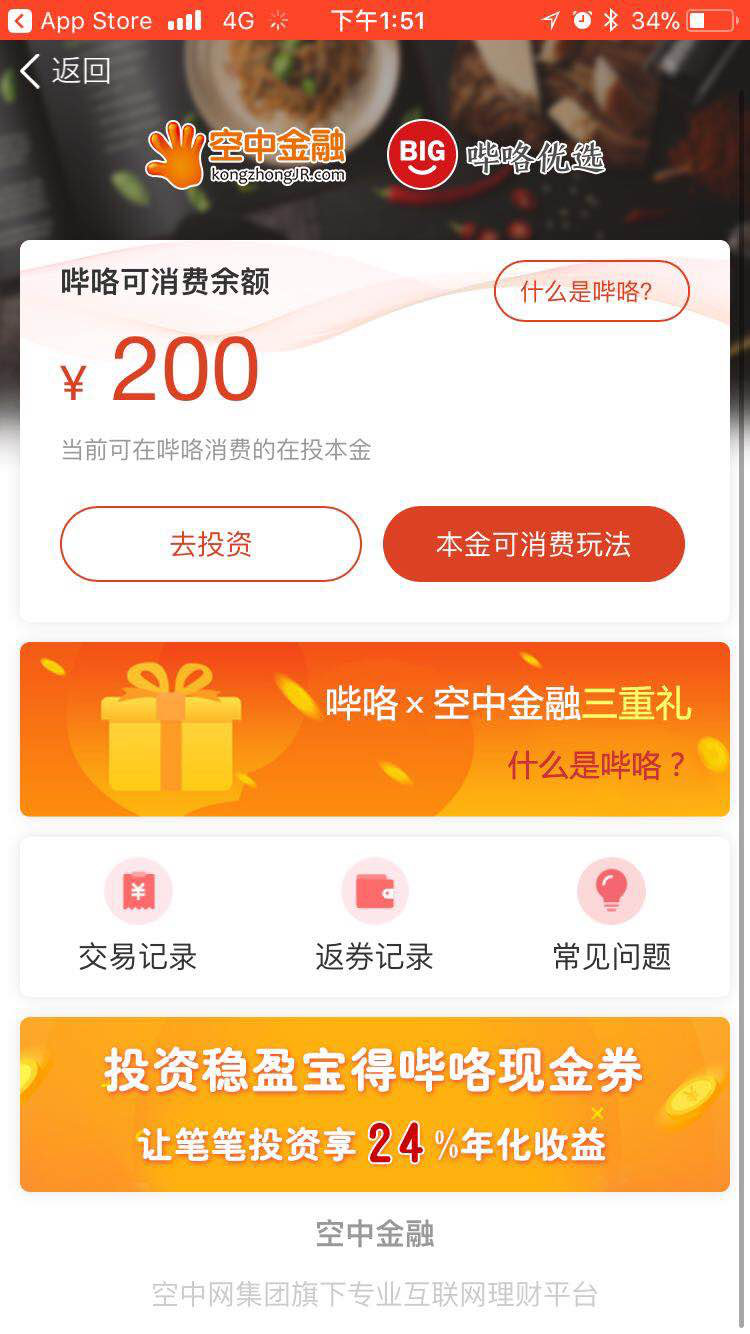 App Store 4G 下午1:51 34%
返回
空中金融
kongzhongJR.com
BIG 哔咯优选
哔咯可消费余额
什么是哔咯?
¥ 200
当前可在哔咯消费的在投本金
去投资 本金可消费玩法
哔咯 x 空中金融三重礼
什么是哔咯？
¥
交易记录 返券记录 常见问题
投资稳盈宝得哔咯现金券
让笔笔投资享 24 %年化收益
空中金融
空中网集团旗下专业互联网理财平台